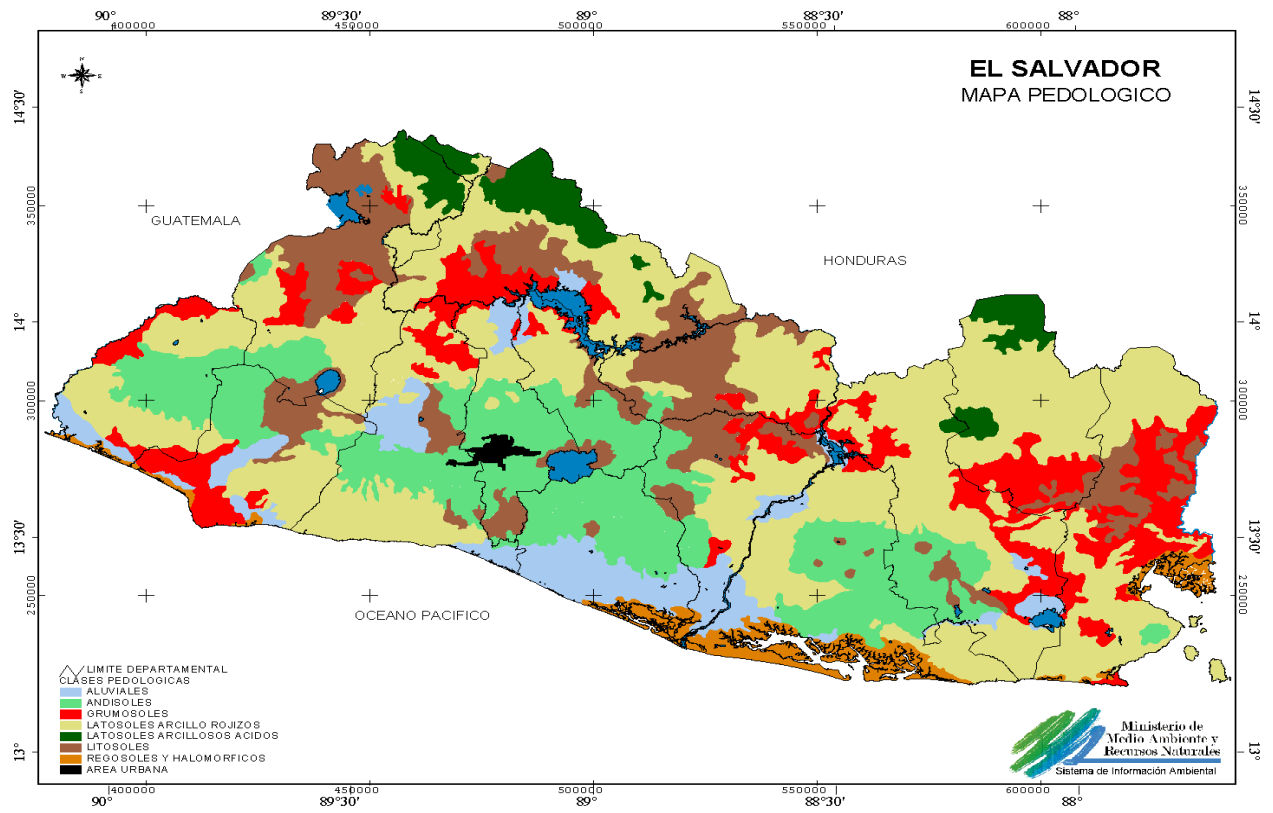 90° 89°30' 89° 88°30' 88°
400000 450000 500000 550000 600000
EL SALVADOR
MAPA PEDOLOGICO
N
W E
S
14°30' 14°30'
350000 350000
GUATEMALA
HONDURAS
14° 14°
300000 300000
13°30' 13°30'
250000 250000
OCEANO PACIFICO
LIMITE DEPARTAMENTAL
CLASES PEDOLOGICAS
ALUVIALES
ANDISOLES
GRUMOSOLES
LATOSOLES ARCILLO ROJIZOS
LATOSOLES ARCILLOSOS ACIDOS
LITOSOLES
REGOSOLES Y HALOMORFICOS
AREA URBANA
Ministerio de
Medio Ambiente y
Recursos Naturales
Sistema de Información Ambiental
13° 13°
90° 89°30' 89° 88°30' 88°
400000 450000 500000 550000 600000